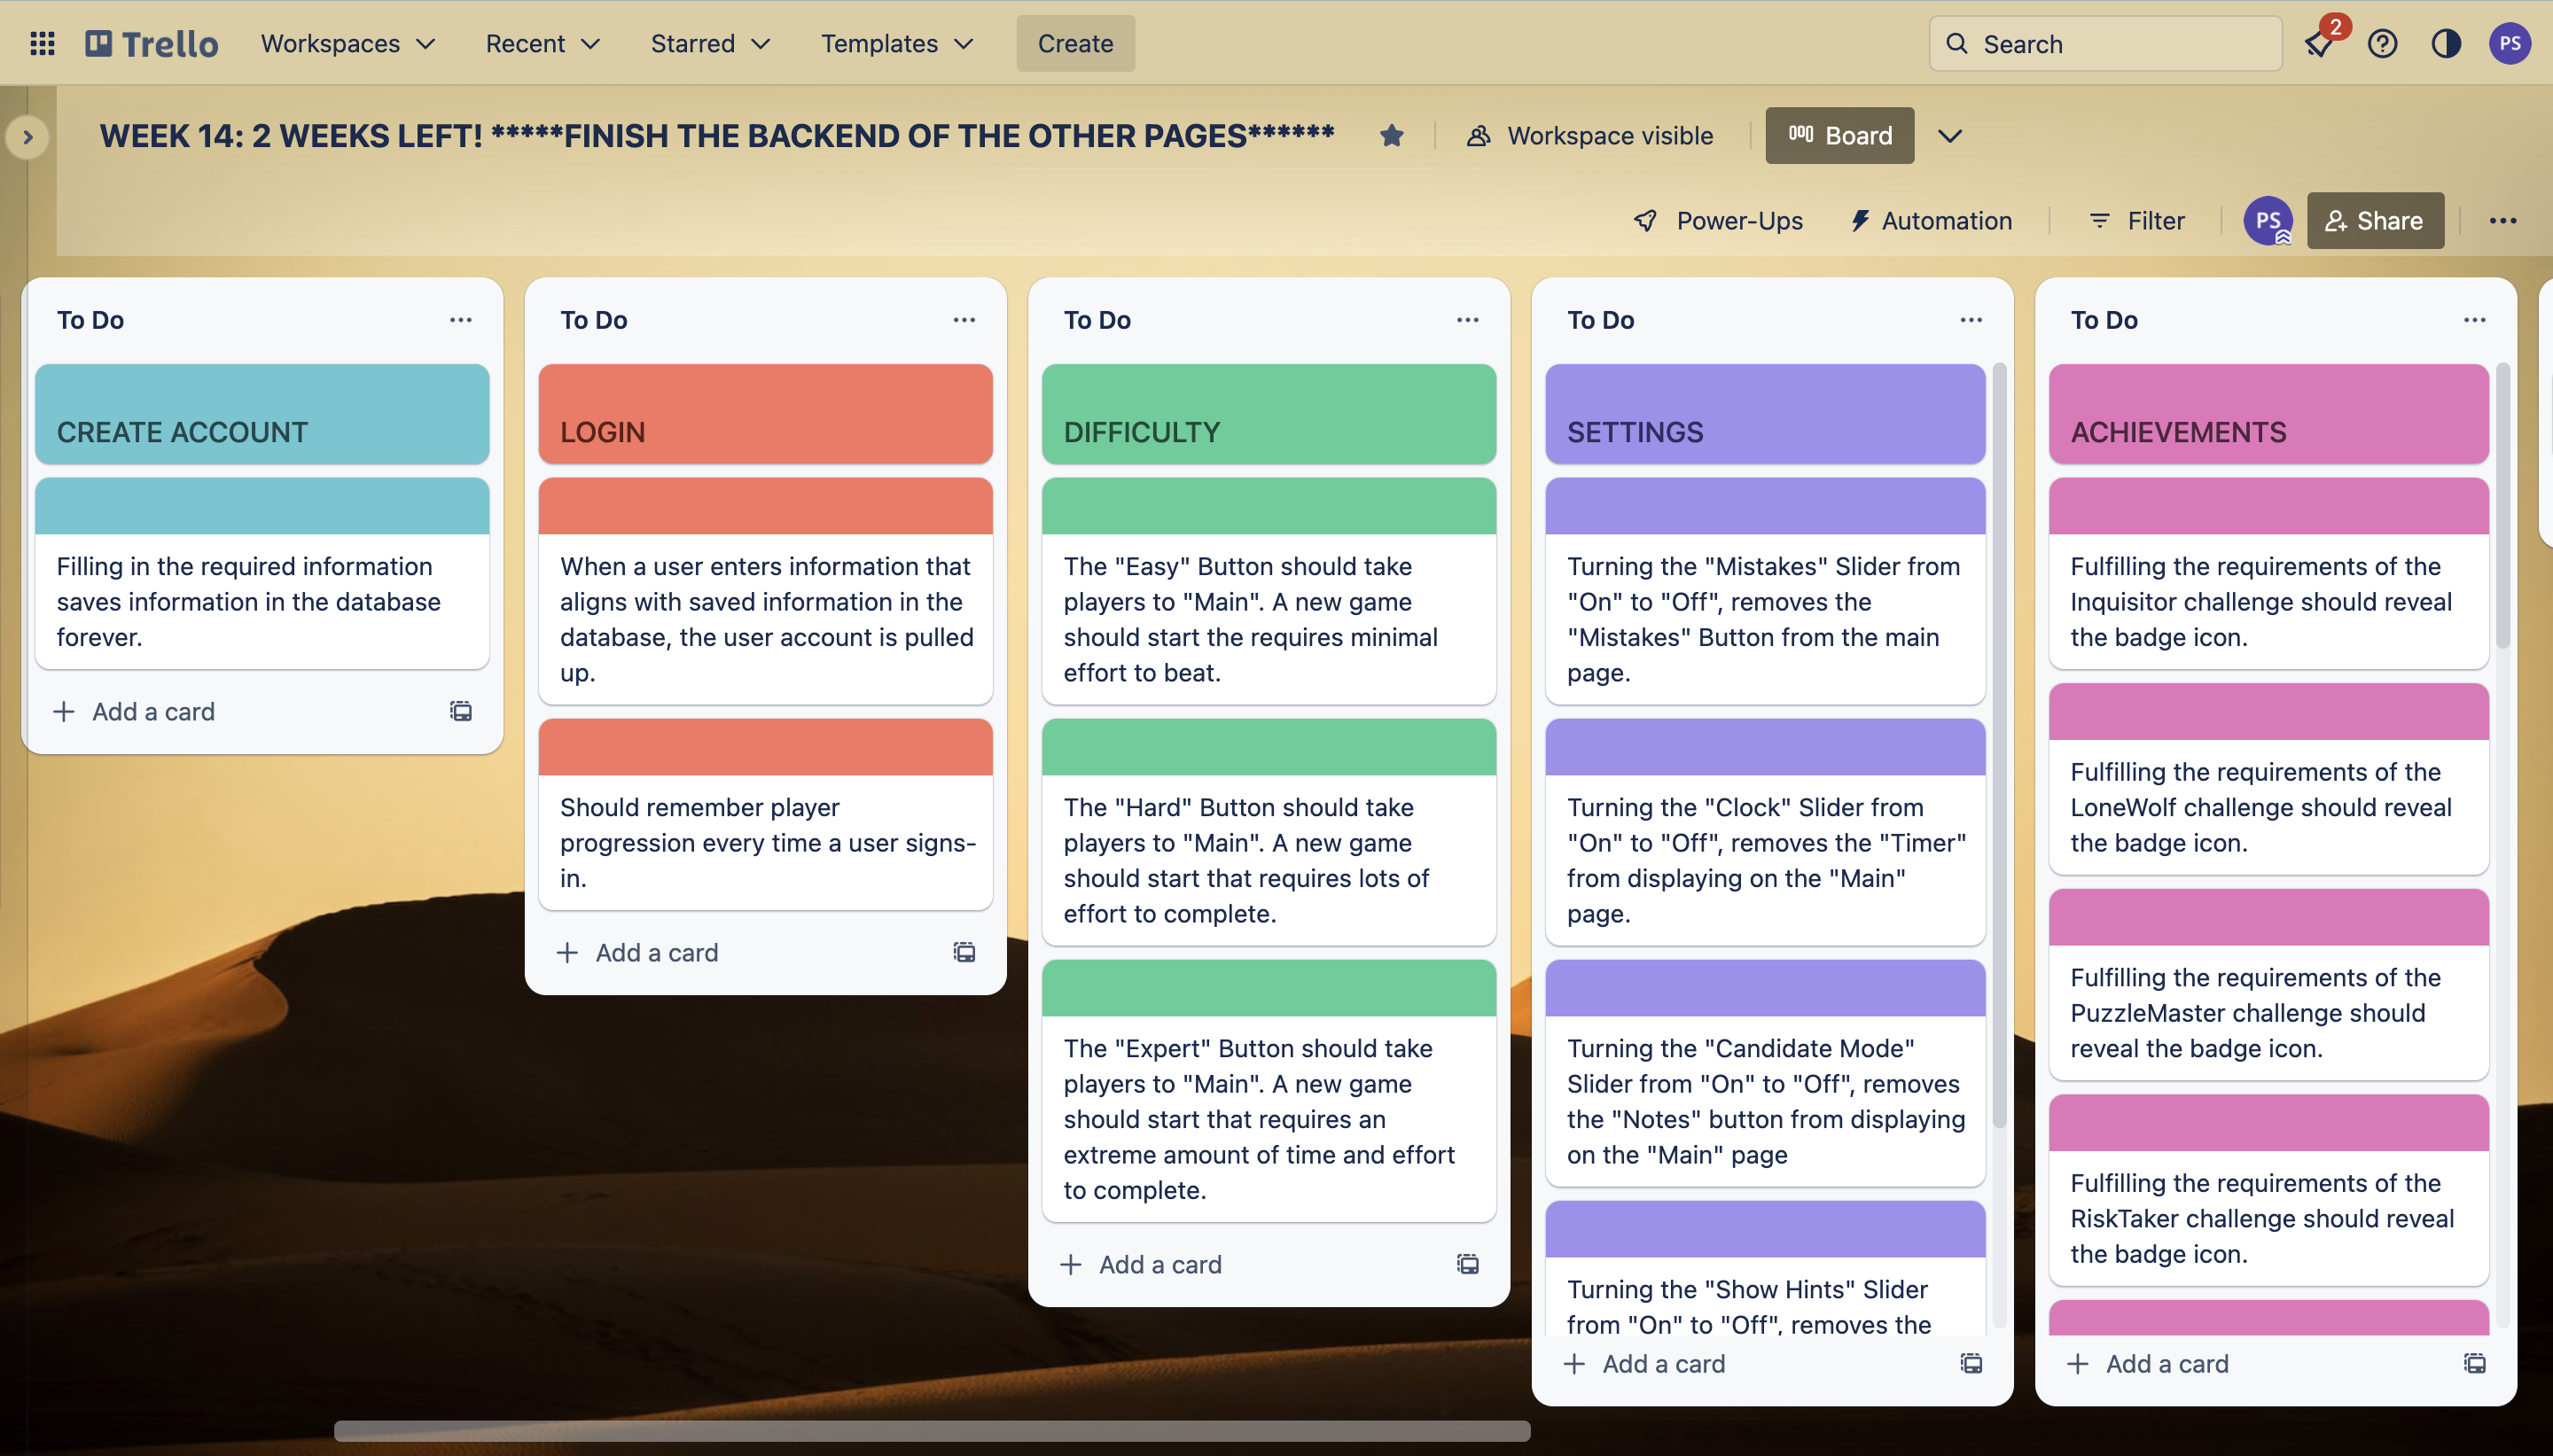 Trello Workspaces Recent Starred Templates Create Search 2 PS
WEEK 14: 2 WEEKS LEFT! *****FINISH THE BACKEND OF THE OTHER PAGES****** Workspace visible Board
Power-Ups Automation Filter PS Share
To Do
CREATE ACCOUNT
Filling in the required information
saves information in the database
forever.
Add a card
To Do
LOGIN
When a user enters information that
aligns with saved information in the
database, the user account is pulled
up.
Should remember player
progression every time a user signs-
in.
Add a card
To Do
DIFFICULTY
The "Easy" Button should take
players to "Main". A new game
should start the requires minimal
effort to beat.
The "Hard" Button should take
players to "Main". A new game
should start that requires lots of
effort to complete.
The "Expert" Button should take
players to "Main". A new game
should start that requires an
extreme amount of time and effort
to complete.
Add a card
To Do
SETTINGS
Turning the "Mistakes" Slider from
"On" to "Off", removes the
"Mistakes" Button from the main
page.
Turning the "Clock" Slider from
"On" to "Off", removes the "Timer"
from displaying on the "Main"
page.
Turning the "Candidate Mode"
Slider from "On" to "Off", removes
the "Notes" button from displaying
on the "Main" page
Turning the "Show Hints" Slider
from "On" to "Off", removes the
Add a card
To Do
ACHIEVEMENTS
Fulfilling the requirements of the
Inquisitor challenge should reveal
the badge icon.
Fulfilling the requirements of the
LoneWolf challenge should reveal
the badge icon.
Fulfilling the requirements of the
PuzzleMaster challenge should
reveal the badge icon.
Fulfilling the requirements of the
RiskTaker challenge should reveal
the badge icon.
Add a card